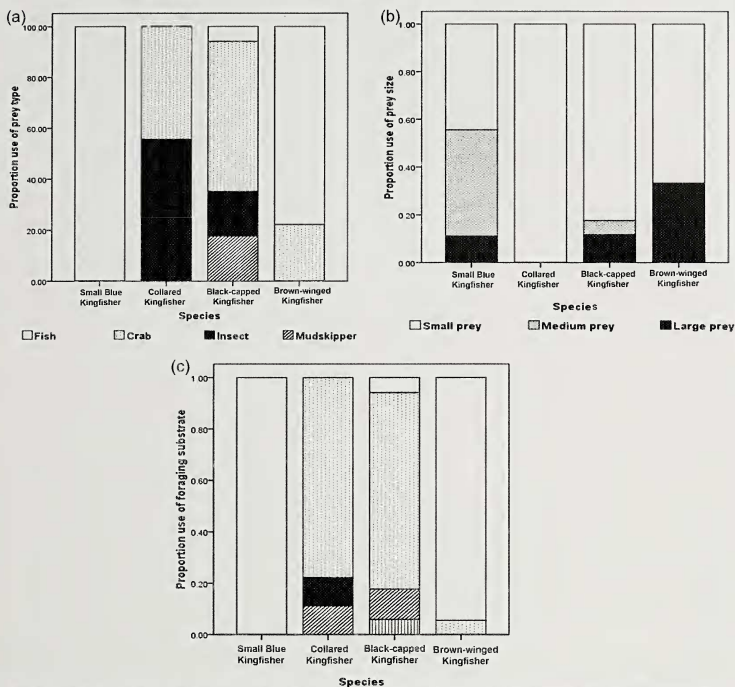 (a)
Proportion use of prey type
100.00
80.00
60.00
40.00
20.00
0.00
Small Blue Kingfisher
Collared Kingfisher
Black-capped Kingfisher
Brown-winged Kingfisher
Species
Fish
Crab
Insect
Mudskipper
(b)
Proportion use of prey size
1.00
0.80
0.60
0.40
0.20
0.00
Small Blue Kingfisher
Collared Kingfisher
Black-capped Kingfisher
Brown-winged Kingfisher
Species
Small prey
Medium prey
Large prey
(c)
Proportion use of foraging substrate
1.00
0.80
0.60
0.40
0.20
0.00
Small Blue Kingfisher
Collared Kingfisher
Black-capped Kingfisher
Brown-winged Kingfisher
Species